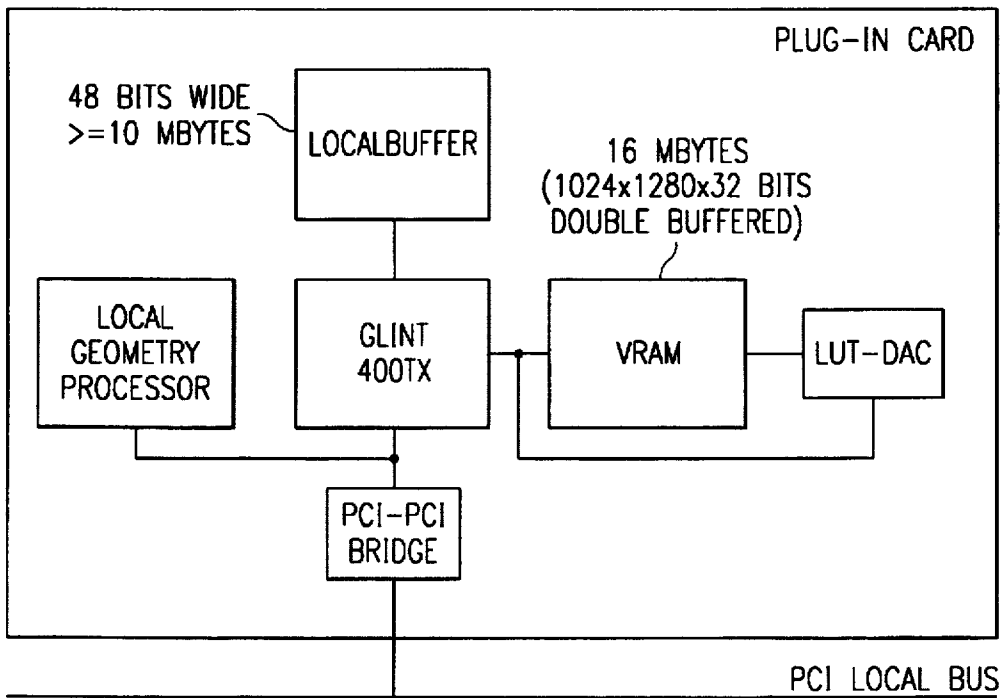 PLUG-IN CARD
48 BITS WIDE
>=10 MBYTES
LOCALBUFFER
16 MBYTES
(1024x1280x32 BITS
DOUBLE BUFFERED)
LOCAL
GEOMETRY
PROCESSOR
GLINT
400TX
VRAM
LUT-DAC
PCI-PCI
BRIDGE
PCI LOCAL BUS